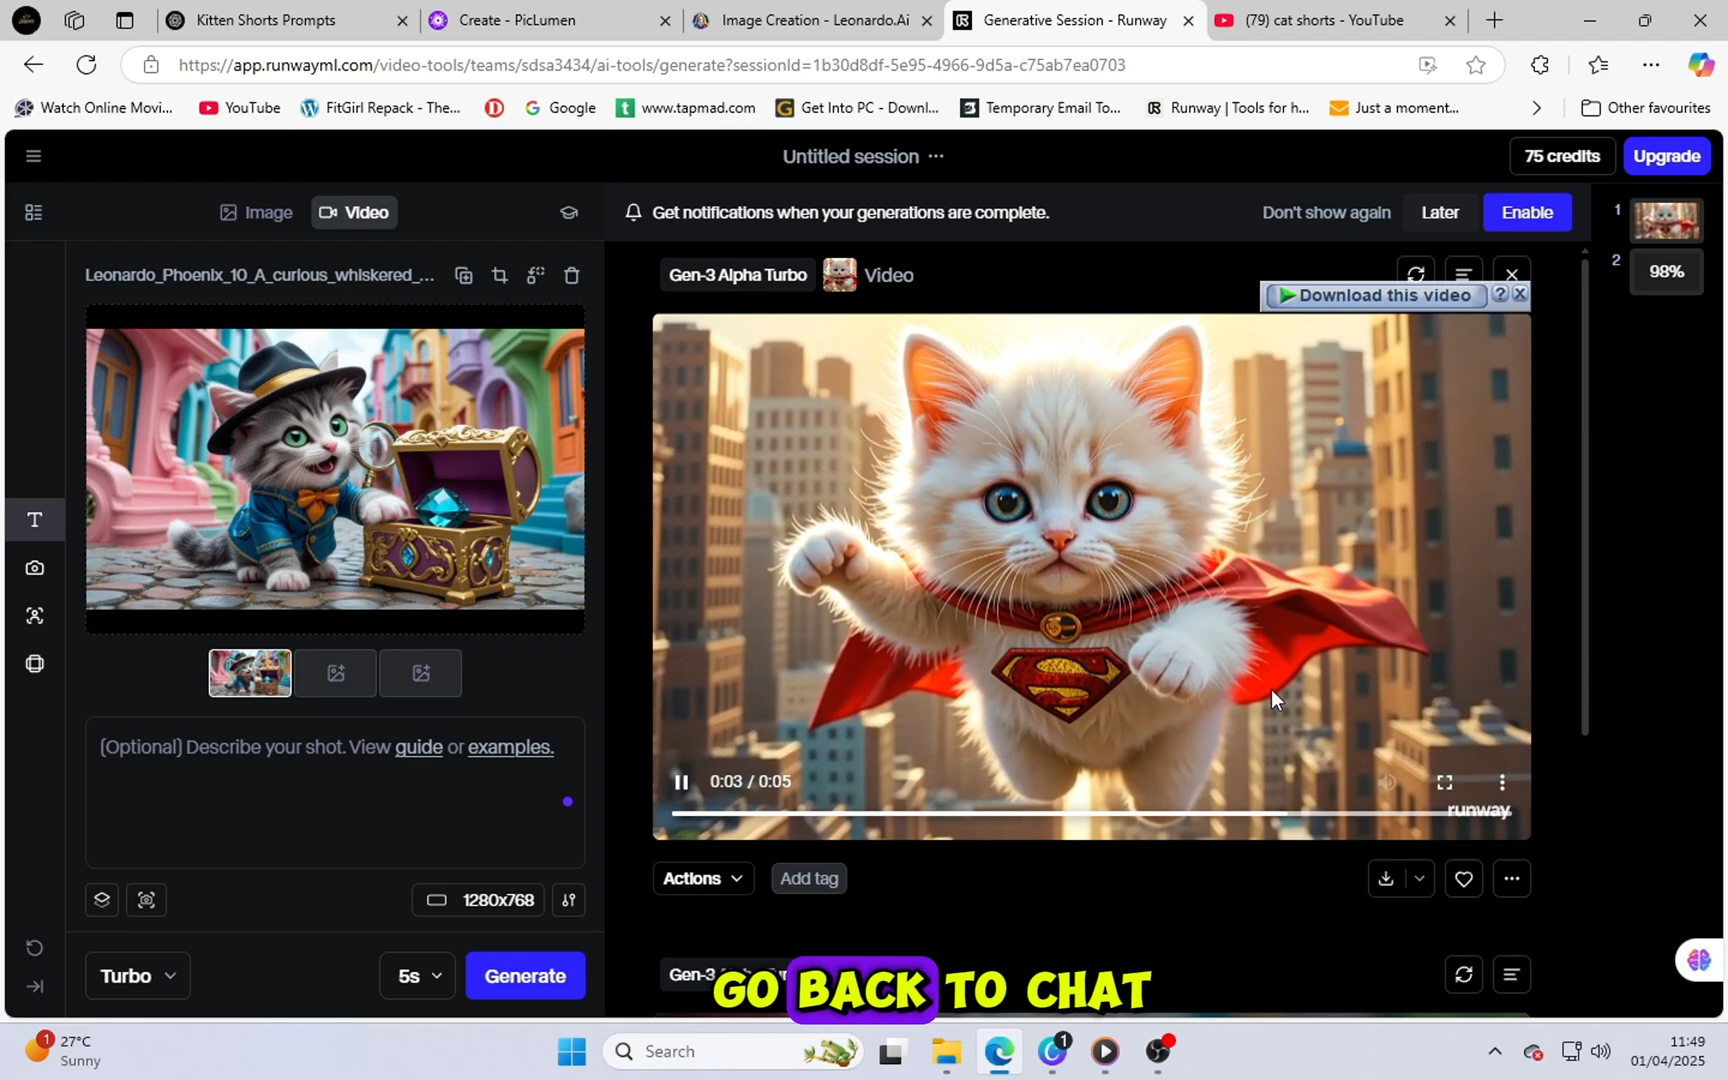 Kitten Shorts Prompts
Create - PicLumen
Image Creation - Leonardo.Ai
Generative Session - Runway
(79) cat shorts - YouTube
https://app.runwayml.com/video-tools/teams/sdsa3434/ai-tools/generate?sessionId=1b30d8df-5e95-4966-9d5a-c75ab7ea0703
Watch Online Movi...
YouTube
FitGirl Repack - The...
Google
www.tapmad.com
Get Into PC - Downl...
Temporary Email To...
Runway | Tools for h...
Just a moment...
Other favourites
Untitled session
75 credits
Upgrade
Image
Video
Get notifications when your generations are complete.
Don't show again
Later
Enable
1
2
98%
Leonardo_Phoenix_10_A_curious_whiskered_...
Gen-3 Alpha Turbo
Video
Download this video
(Optional) Describe your shot. View guide or examples.
0:03 / 0:05
runway
Actions
Add tag
1280x768
Turbo
5s
Generate
Gen-3
GO BACK TO CHAT
27°C
Sunny
Search
11:49
01/04/2025